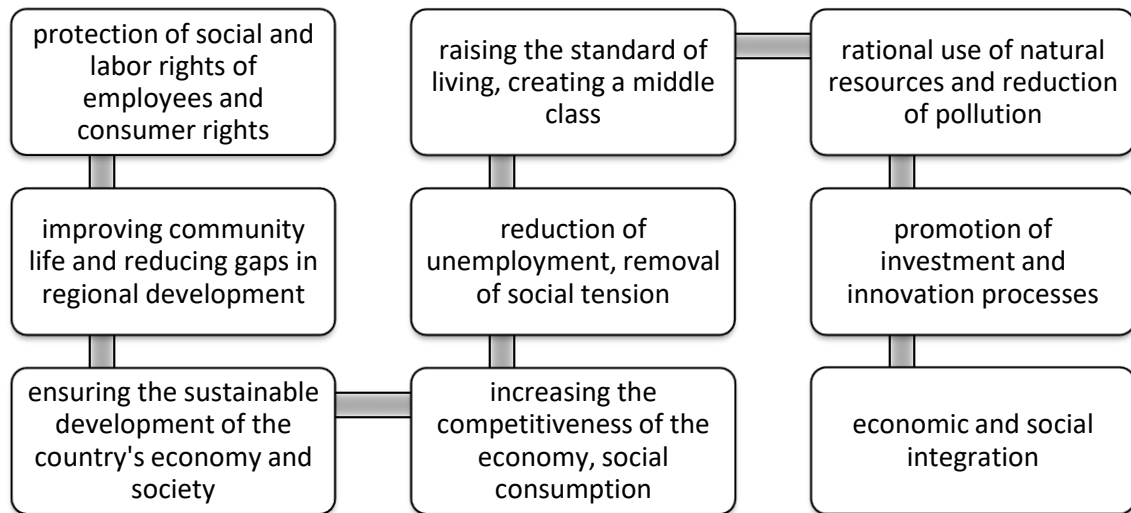 protection of social and
labor rights of
employees and
consumer rights
improving community
life and reducing gaps in
regional development
ensuring the sustainable
development of the
country's economy and
society
increasing the
competitiveness of the
economy, social
consumption
reduction of
unemployment, removal
of social tension
raising the standard of
living, creating a middle
class
rational use of natural
resources and reduction
of pollution
promotion of
investment and
innovation processes
economic and social
integration